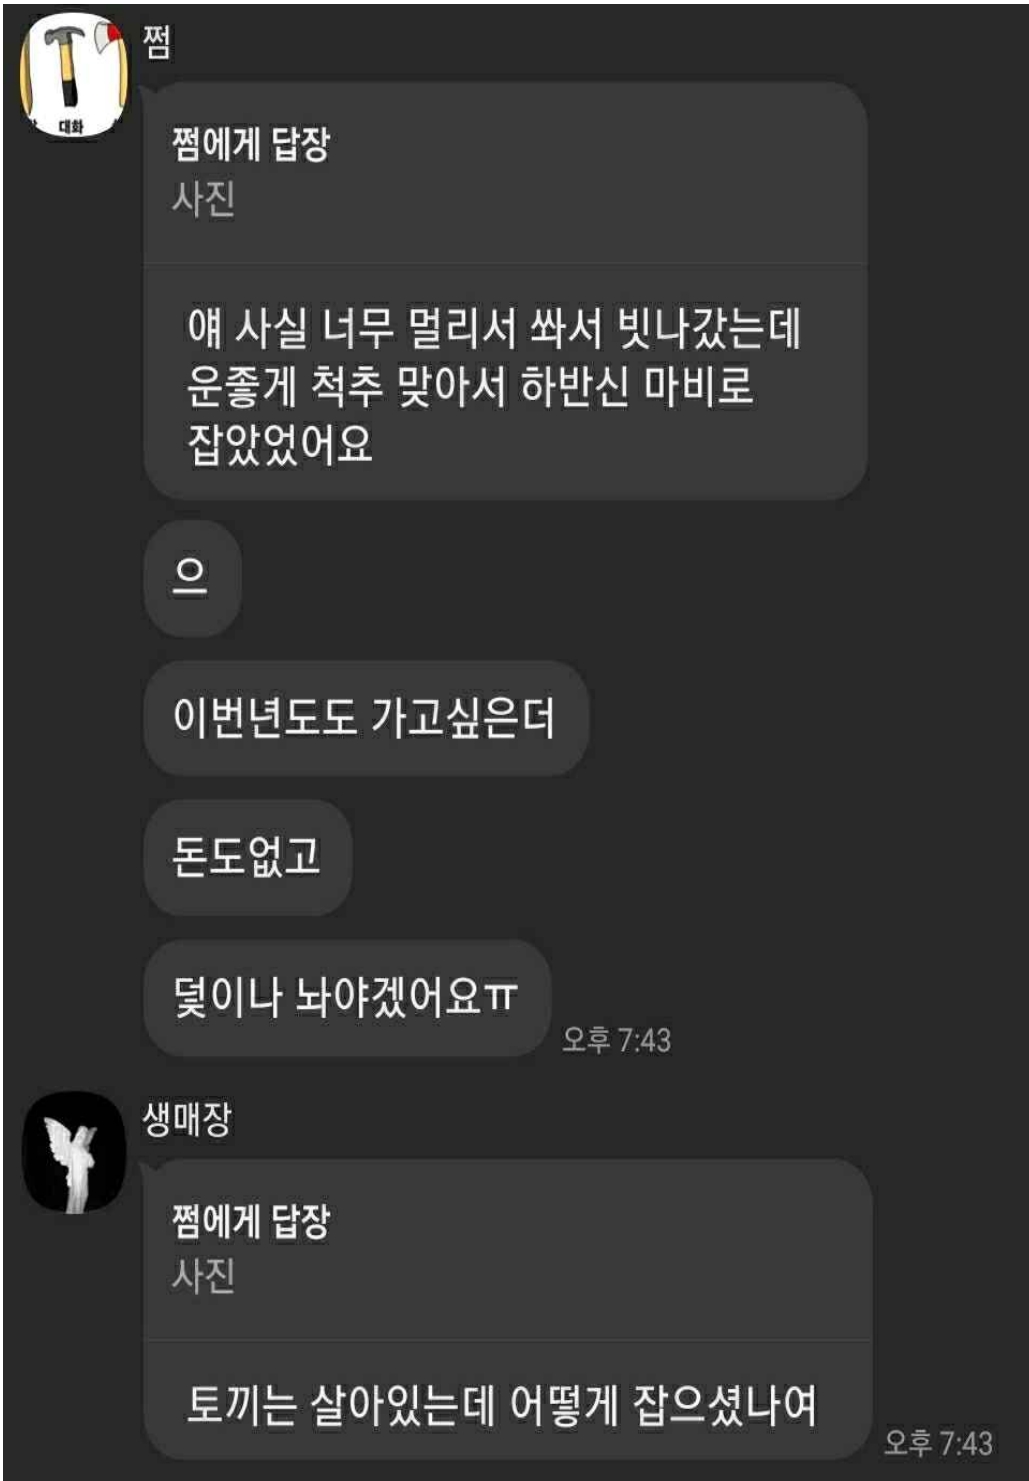 쩜
대화
쩜에게 답장
사진
얘 사실 너무 멀리서 쏴서 빗나갔는데
운좋게 척추 맞아서 하반신 마비로
잡았었어요
으
이번년도도 가고싶은더
돈도없고
덫이나 놔야겠어요ㅠ
오후 7:43
생매장
쩜에게 답장
사진
토끼는 살아있는데 어떻게 잡으셨나여
오후 7:43